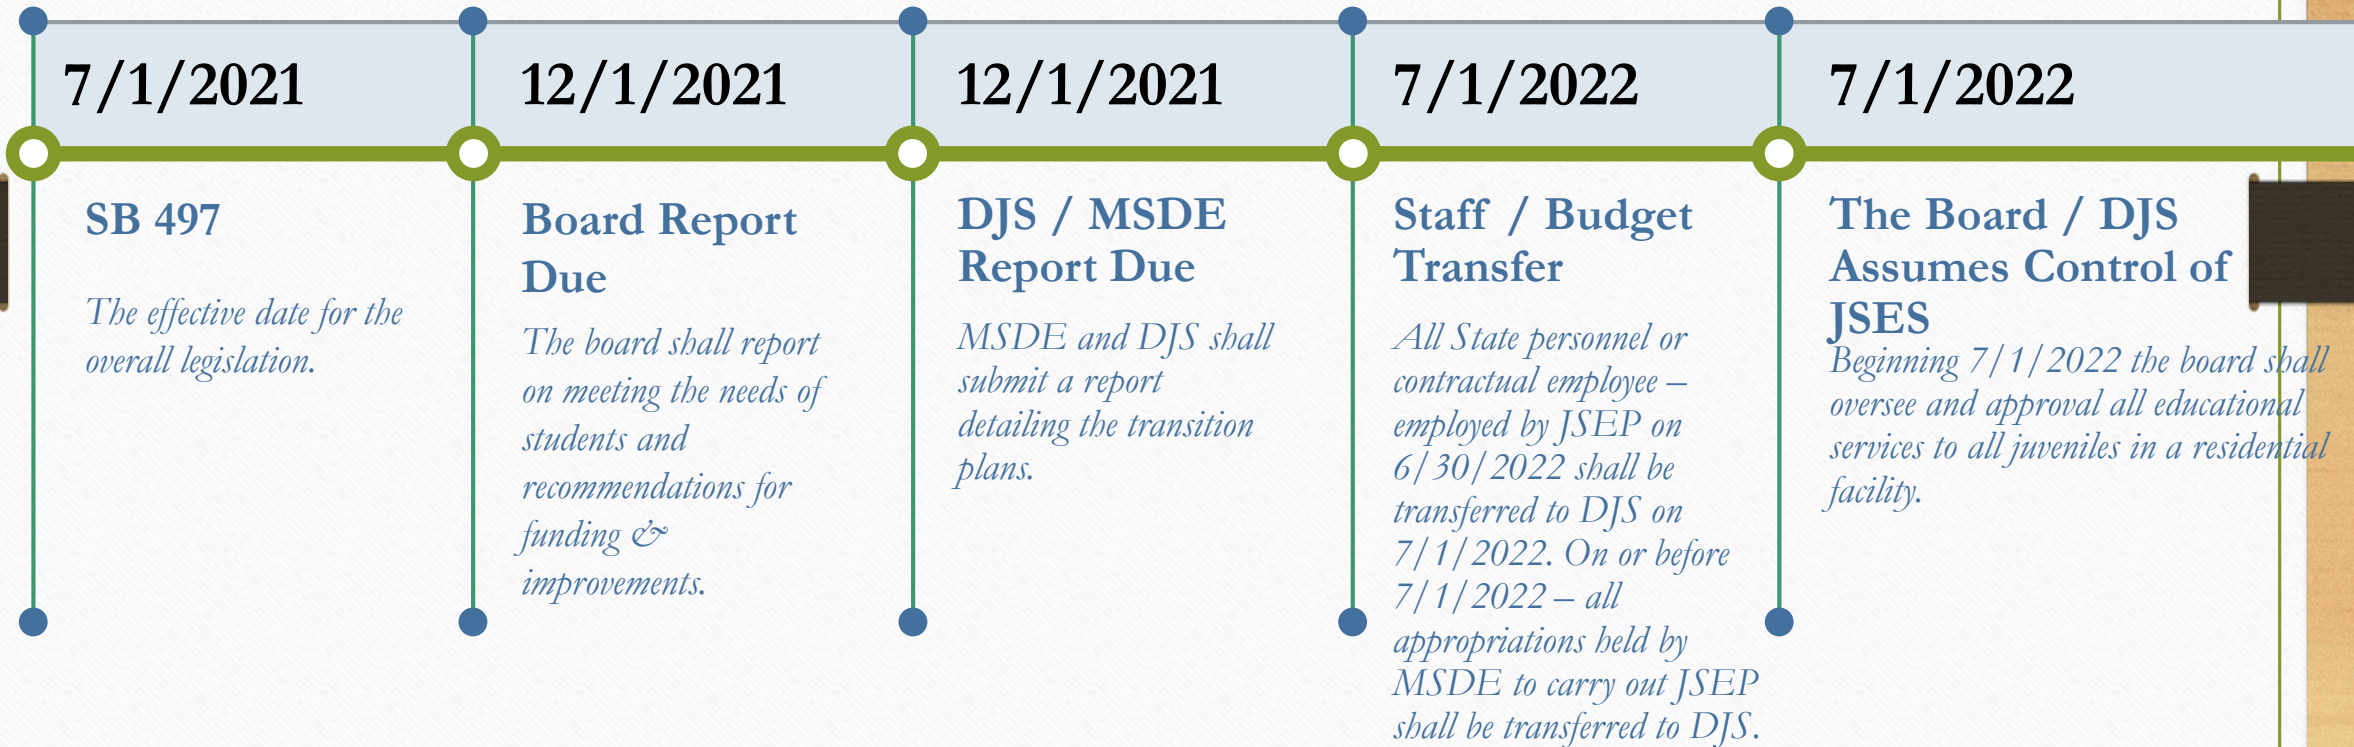 7/1/2021
SB 497
The effective date for the
overall legislation.
12/1/2021
Board Report
Due
The board shall report
on meeting the needs of
students and
recommendations for
funding &
improvements.
12/1/2021
DJS / MSDE
Report Due
MSDE and DJS shall
submit a report
detailing the transition
plans.
7/1/2022
Staff / Budget
Transfer
All State personnel or
contractual employee –
employed by JSEP on
6/30/2022 shall be
transferred to DJS on
7/1/2022. On or before
7/1/2022 – all
appropriations held by
MSDE to carry out JSEP
shall be transferred to DJS.
7/1/2022
The Board / DJS
Assumes Control of
JSES
Beginning 7/1/2022 the board shall
oversee and approval all educational
services to all juveniles in a residential
facility.